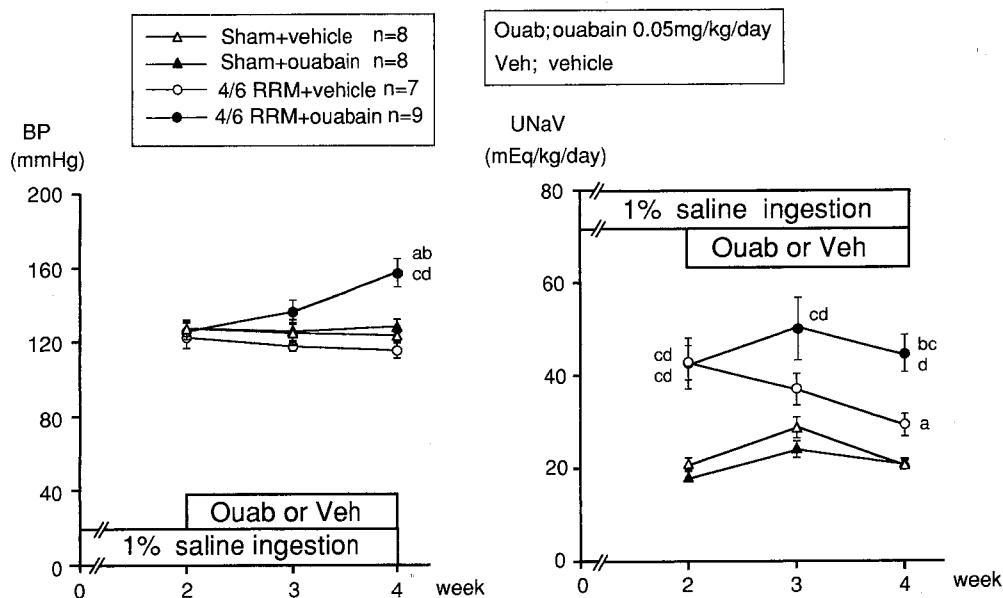 Sham+vehicle n=8
Sham+ouabain n=8
4/6 RRM+vehicle n=7
4/6 RRM+ouabain n=9
Ouab;ouabain 0.05mg/kg/day
Veh; vehicle
BP
(mmHg)
200
160
120
80
40
0
ab
cd
Ouab or Veh
1% saline ingestion
0
2
3
4
week
UNaV
(mEq/kg/day)
80
60
40
20
0
1% saline ingestion
Ouab or Veh
cd
cd
cd
bc
d
a
0
2
3
4
week